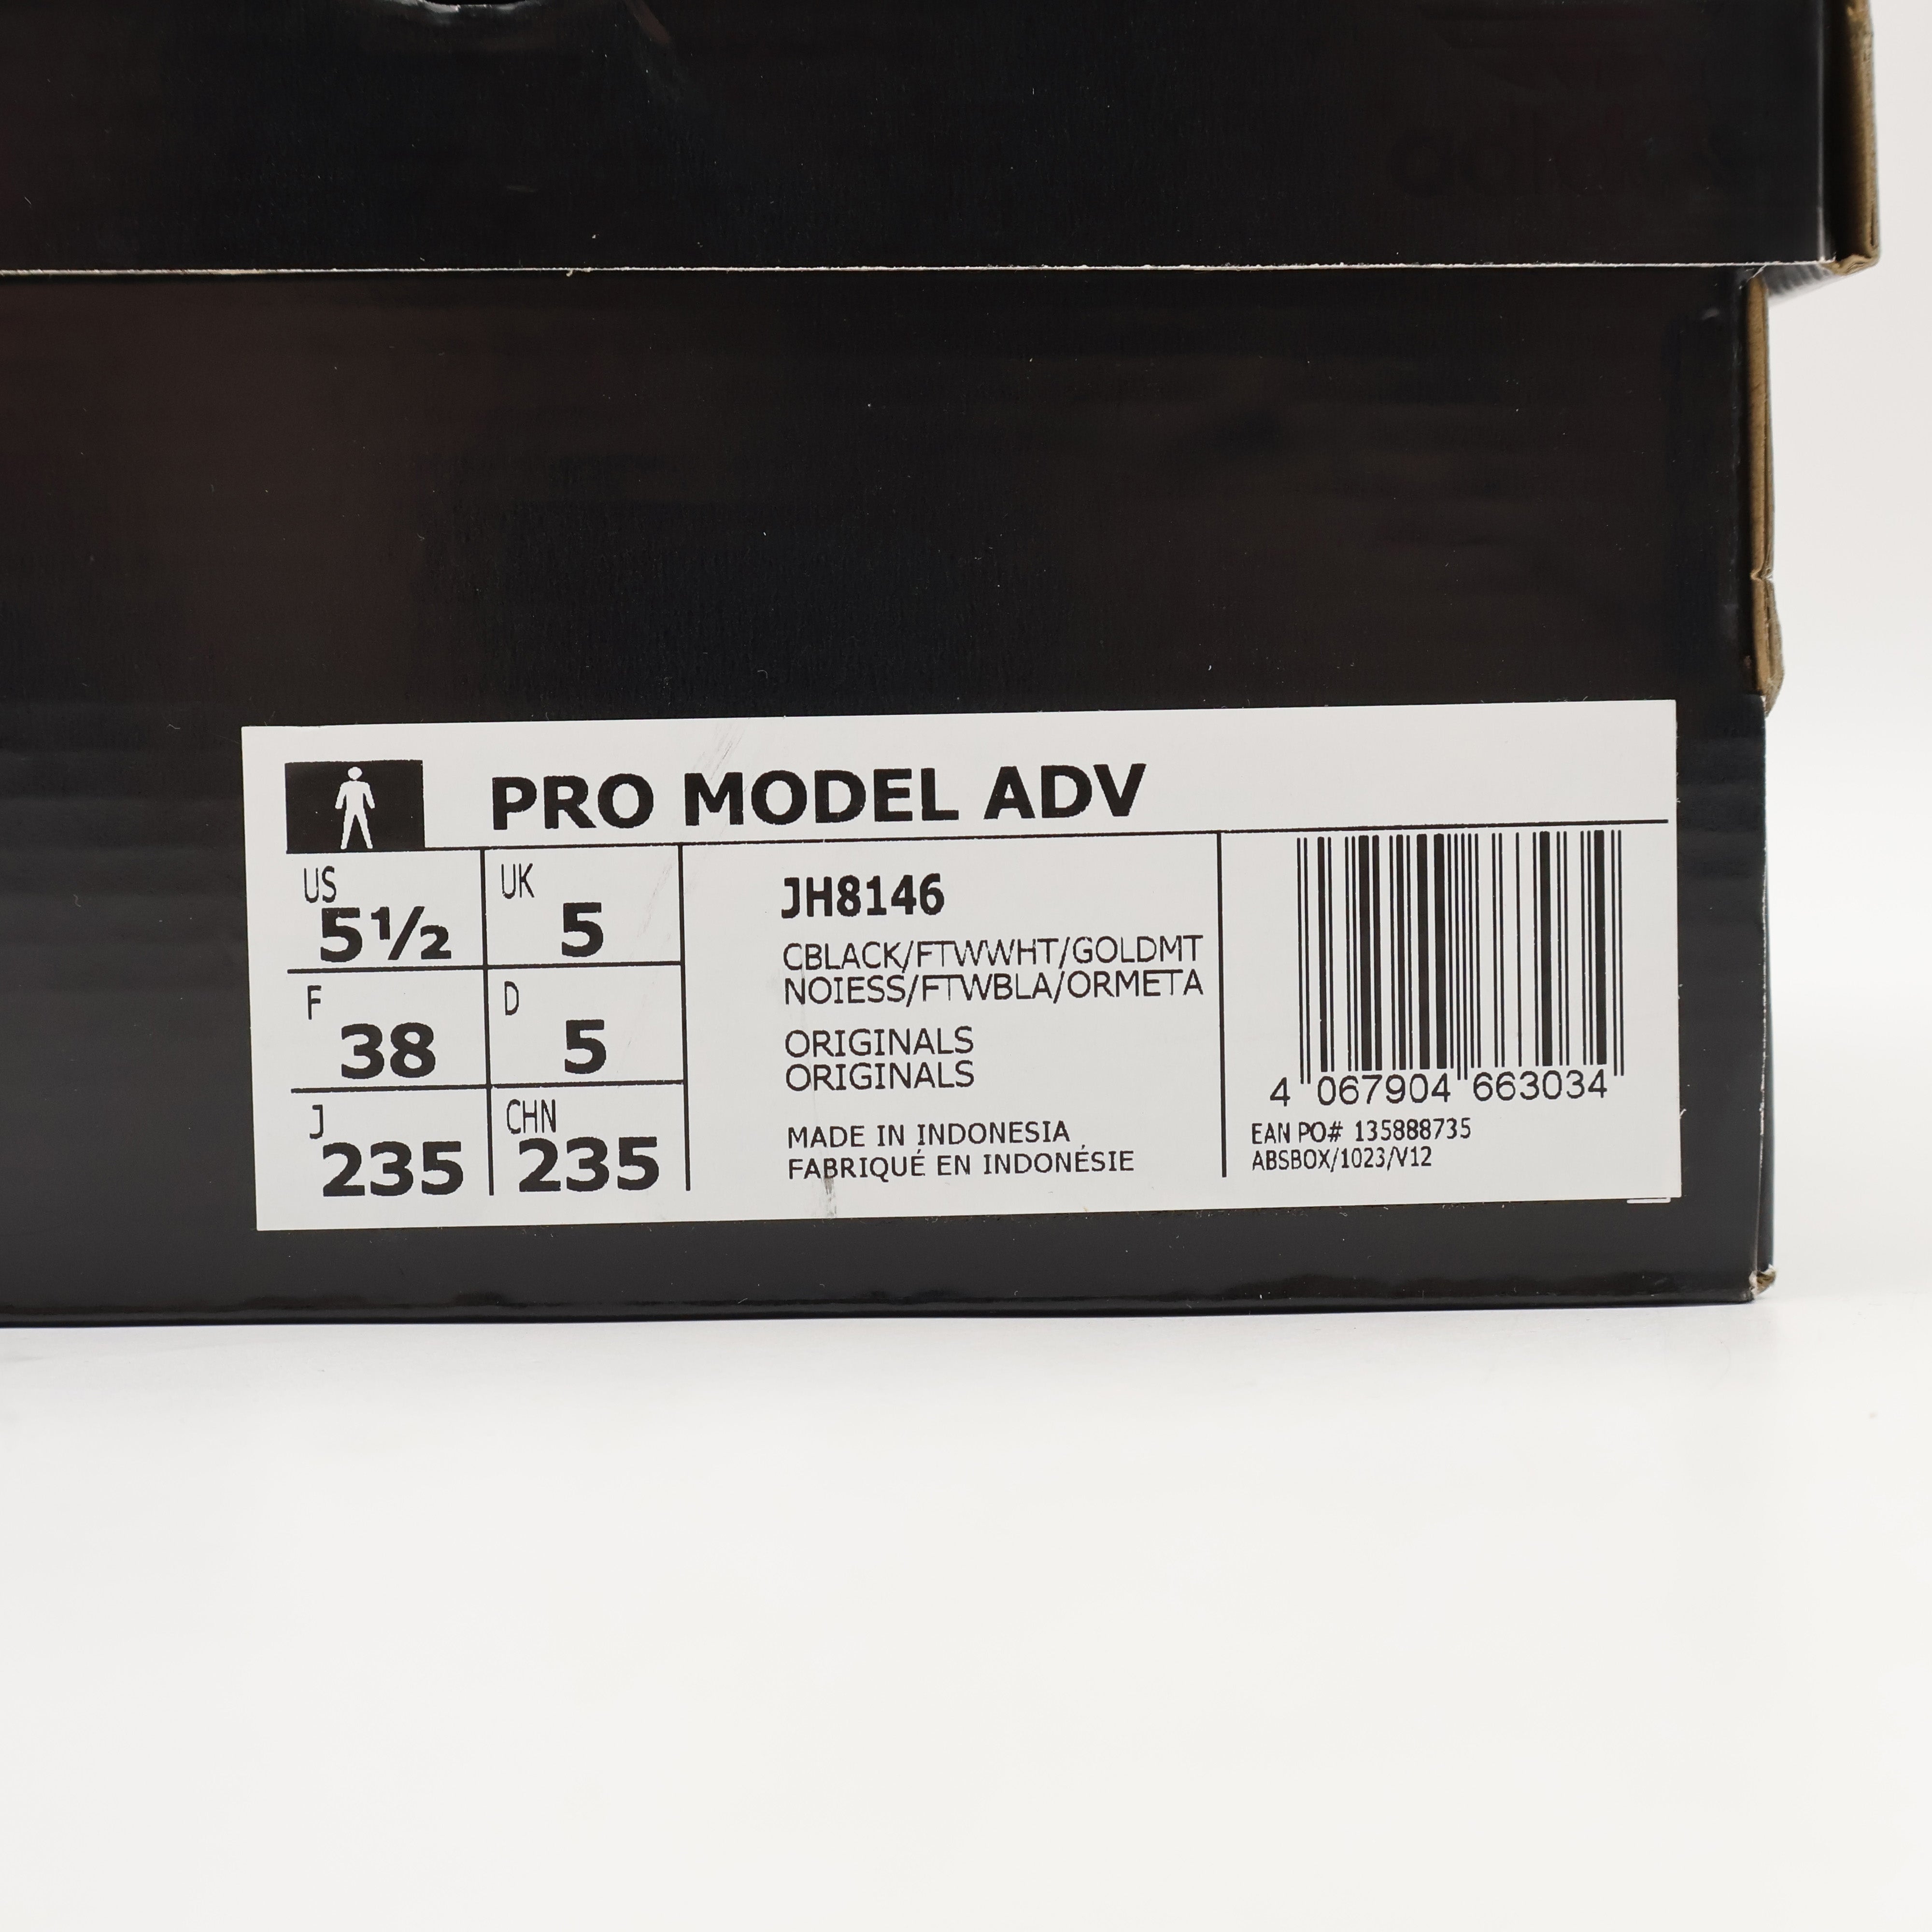 PRO MODEL ADV
US
5½
UK
5
F
38
D
5
J
235
CHN
235
JH8146
CBLACK/FTWWHT/GOLDMT
NOIESS/FTWBLA/ORMETA
ORIGINALS
ORIGINALS
MADE IN INDONESIA
FABRIQUÉ EN INDONÉSIE
4 067904 663034
EAN PO# 135888735
ABSBOX/1023/V12